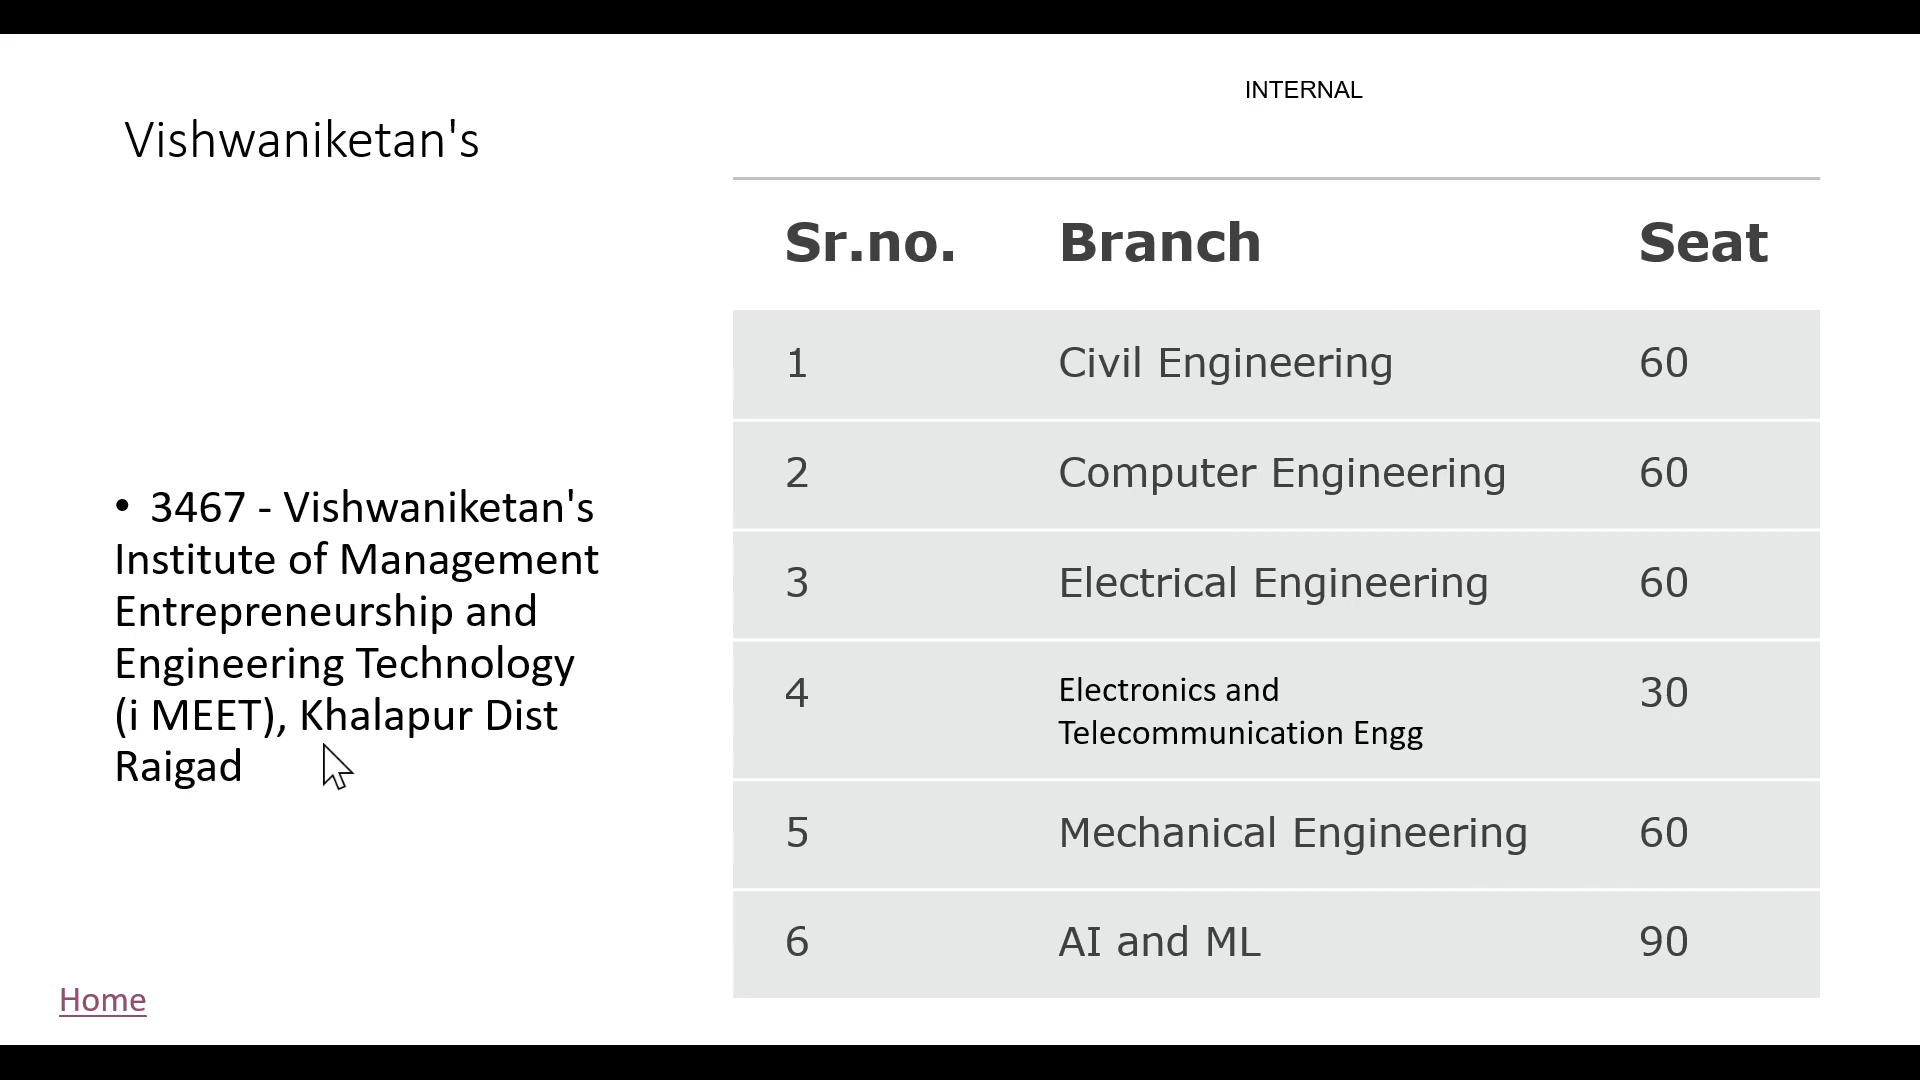 INTERNAL
Vishwaniketan's
• 3467 - Vishwaniketan's
Institute of Management
Entrepreneurship and
Engineering Technology
(i MEET), Khalapur Dist
Raigad
Sr.no. Branch Seat
1 Civil Engineering 60
2 Computer Engineering 60
3 Electrical Engineering 60
4 Electronics and 30
Telecommunication Engg
5 Mechanical Engineering 60
6 AI and ML 90
Home